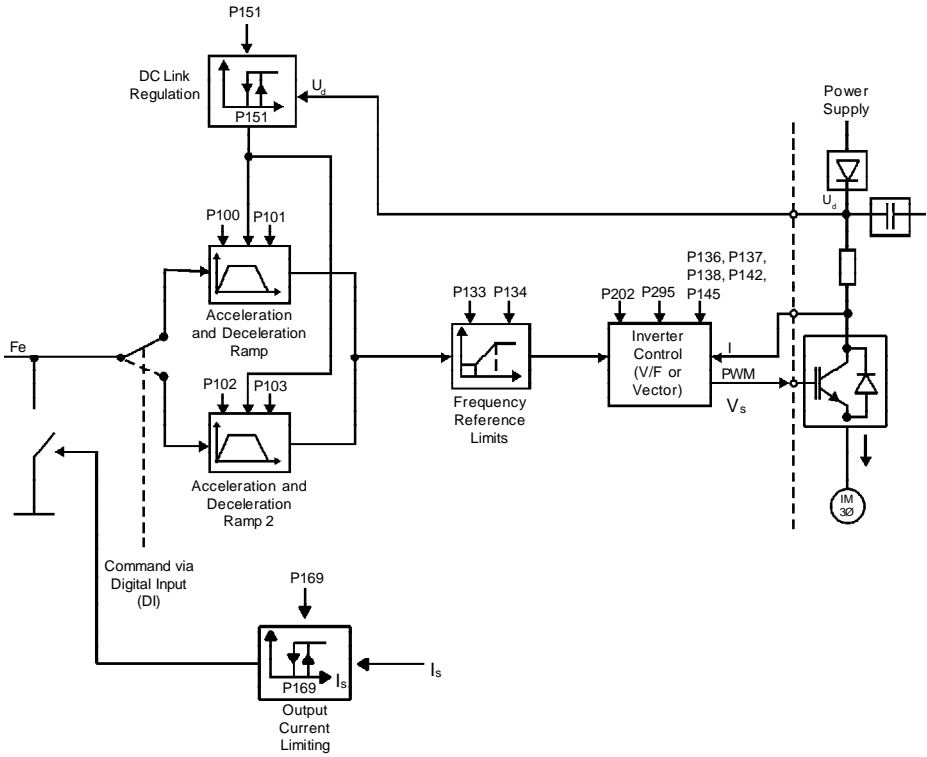 P151
DC Link
Regulation
P151
Ud
Power
Supply
Ud
P100
P101
Acceleration
and Deceleration
Ramp
Fe
P102
P103
Acceleration and
Deceleration
Ramp 2
P133
P134
Frequency
Reference
Limits
P202
P295
P136, P137,
P138, P142,
P145
Inverter
Control
(V/F or
Vector)
I
PWM
Vs
IM
3Ø
Command via
Digital Input
(DI)
P169
P169
Is
Is
Output
Current
Limiting